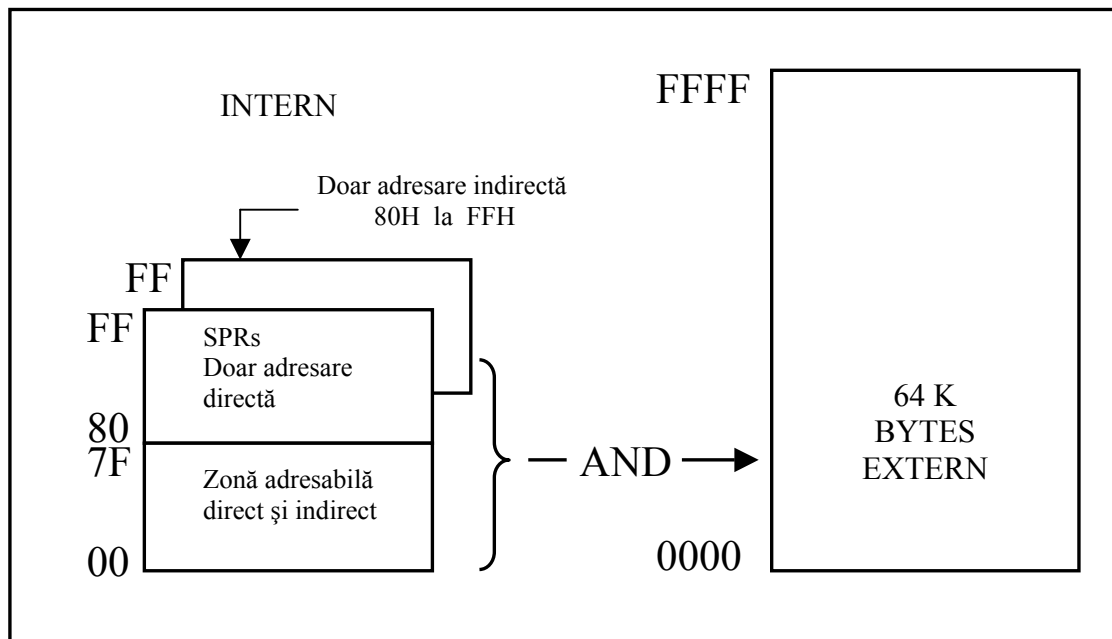 INTERN
Doar adresare indirectă
80H la FFH
FF
FF
SPRs
Doar adresare
directă
80
7F
Zonă adresabilă
direct şi indirect
00
AND
FFFF
64 K
BYTES
EXTERN
0000